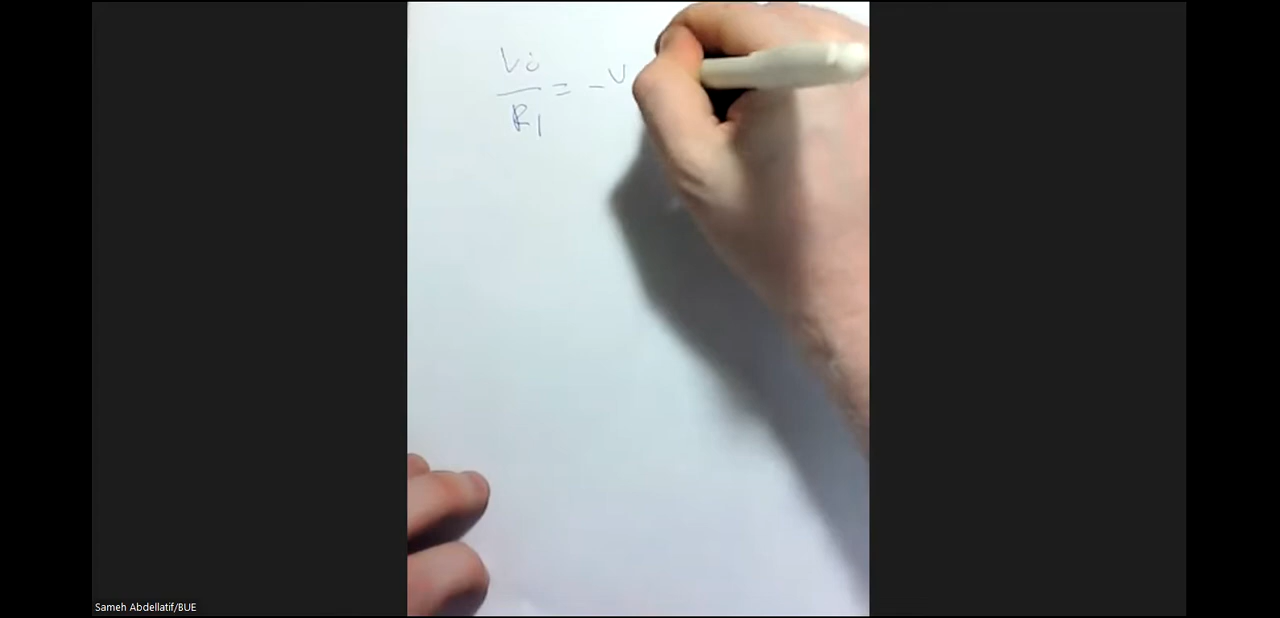 Vi
R1 = -V
Sameh Abdellatif/BUE